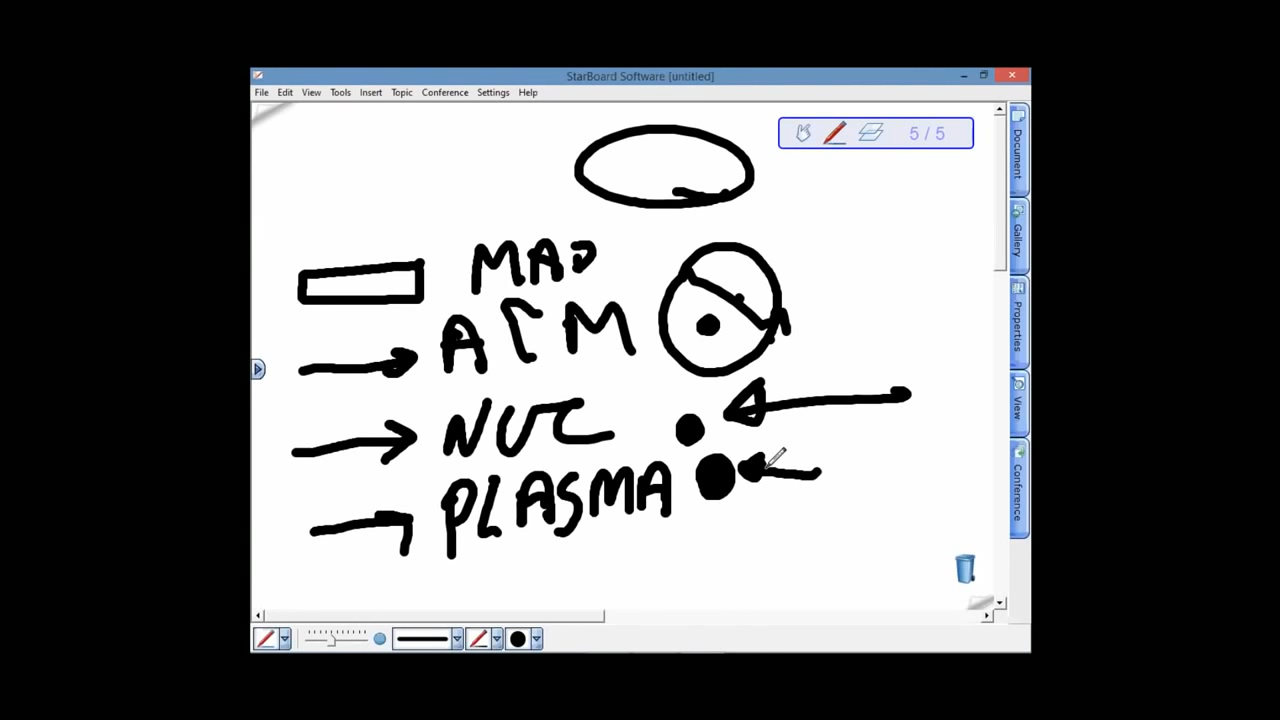 StarBoard Software [untitled]
File Edit View Tools Insert Topic Conference Settings Help
5 / 5
Document
Gallery
Properties
View
Conference
MAD
ACM
NUC
PLASMA